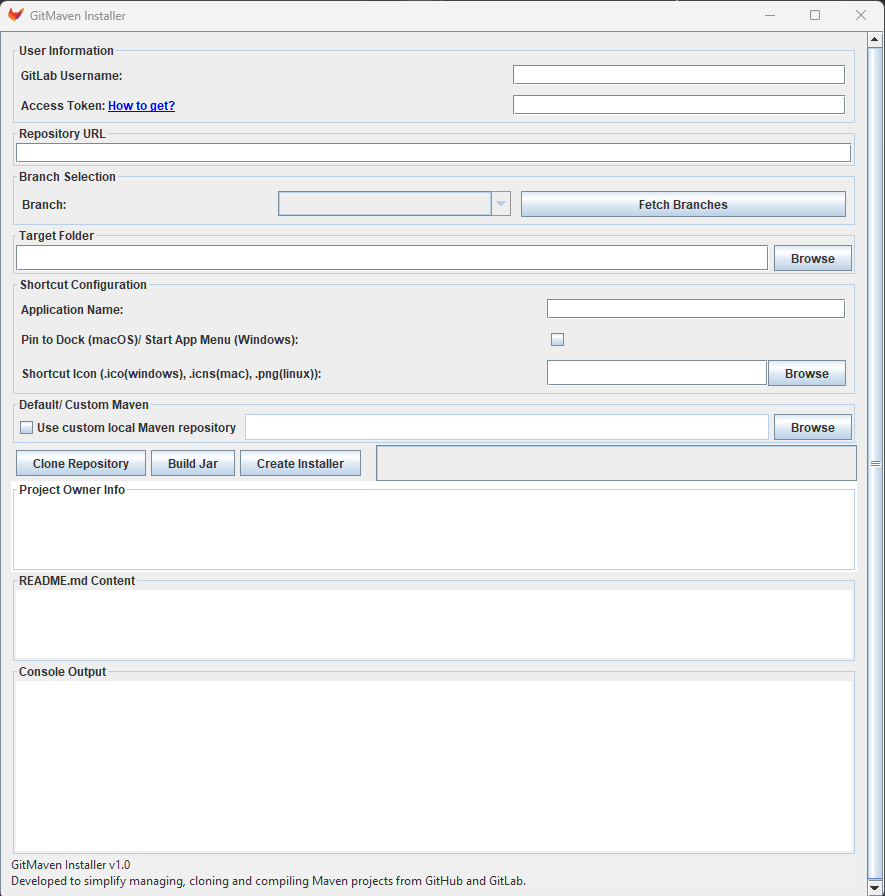 GitMaven Installer
User Information
GitLab Username:
Access Token: How to get?
Repository URL
Branch Selection
Branch:
Fetch Branches
Target Folder
Browse
Shortcut Configuration
Application Name:
Pin to Dock (macOS)/ Start App Menu (Windows):
Shortcut Icon (.ico(windows), .icns(mac), .png(linux)):
Browse
Default/ Custom Maven
Use custom local Maven repository
Browse
Clone Repository
Build Jar
Create Installer
Project Owner Info
README.md Content
Console Output
GitMaven Installer v1.0
Developed to simplify managing, cloning and compiling Maven projects from GitHub and GitLab.